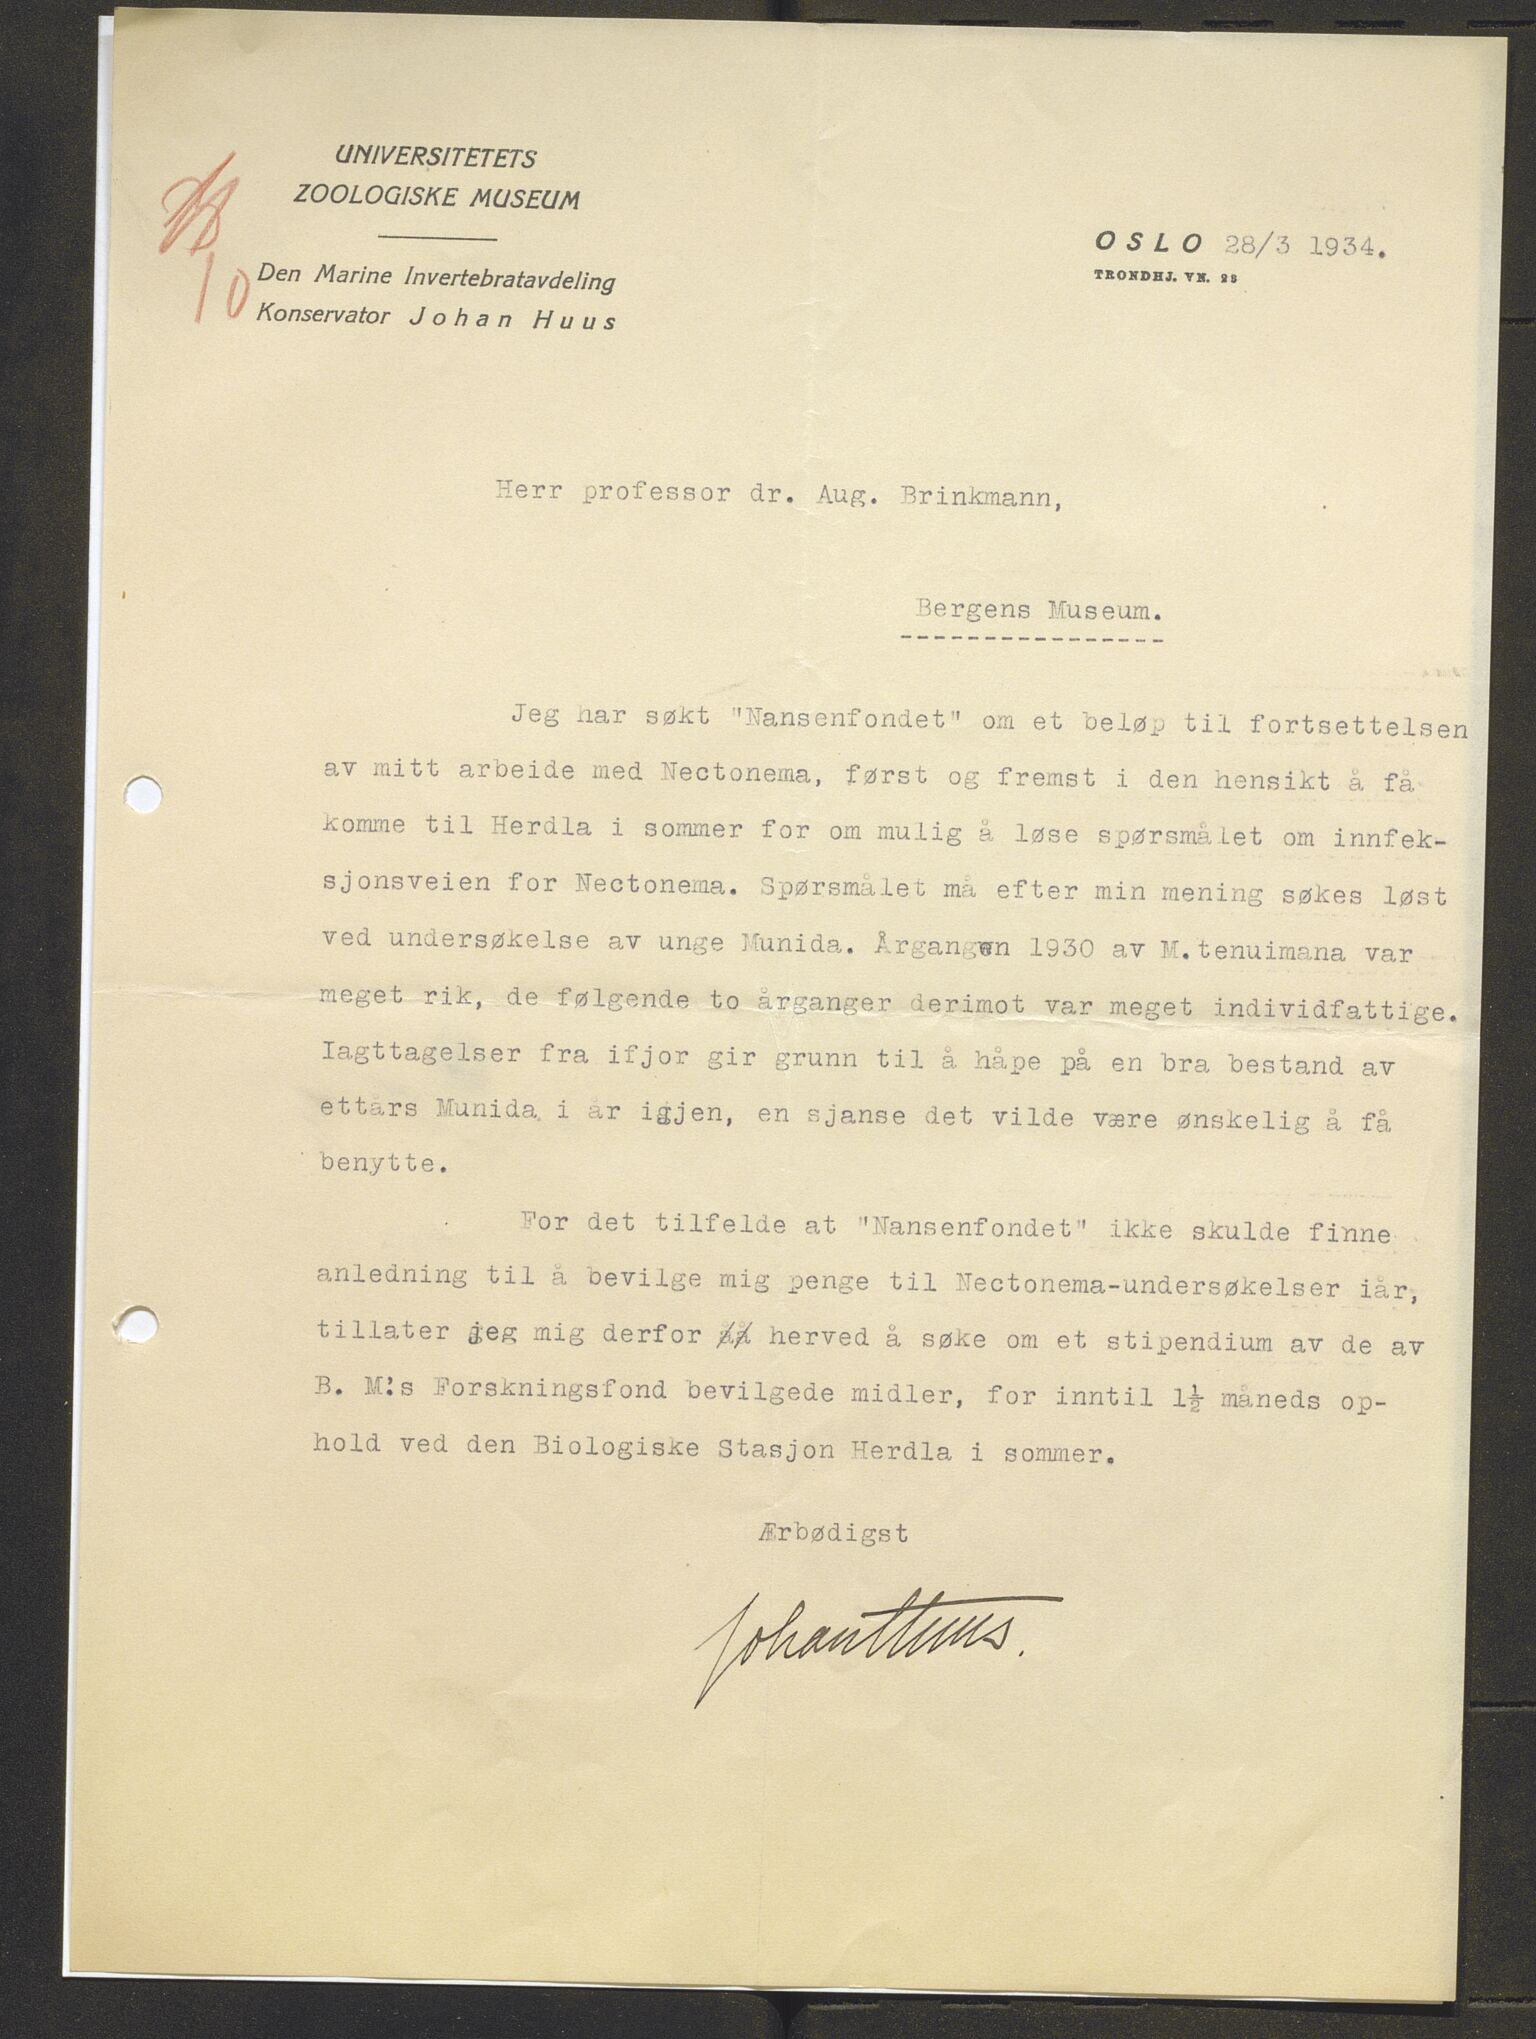 UNIVERSITETETS
ZOOLOGISKE MUSEUM
Den Marine Invertebratavdeling
Konservator Johan Huus
10
OSLO 28/3 1934.
TRONDHJ. VN. 23
Herr professor dr. Aug. Brinkmann,
Bergens Museum.
Jeg har søkt "Nansenfondet" om et beløp til fortsettelsen
av mitt arbeide med Nectonema, først og fremst i den hensikt å få
komme til Herdla i sommer for om mulig å løse spørsmålet om innfek-
sjonsveien for Nectonema. Spørsmålet må efter min mening søkes løst
ved undersøkelse av unge Munida. Årgangen 1930 av M.tenuimana var
meget rik, de følgende to årganger derimot var meget individfattige.
Iagttagelser fra ifjor gir grunn til å håpe på en bra bestand av
ettårs Munida i år igjen, en sjanse det vilde være ønskelig å få
benytte.
For det tilfelde at "Nansenfondet" ikke skulde finne
anledning til å bevilge mig penge til Nectonema-undersøkelser iår,
tillater jeg mig derfor åå herved å søke om et stipendium av de av
B. M.'s Forskningsfond bevilgede midler, for inntil 1½ måneds op-
hold ved den Biologiske Stasjon Herdla i sommer.
Ærbødigst
Johan Huus.